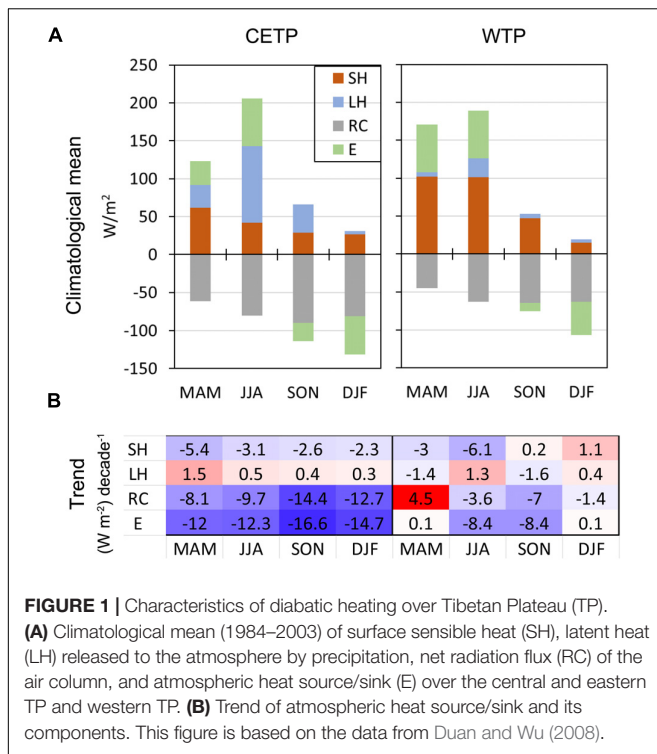 A CETP WTP
Climatological mean
W/m²
250
200
150
100
50
0
-50
-100
-150
SH
LH
RC
E
MAM JJA SON DJF MAM JJA SON DJF
B
Trend
(W m⁻²) decade⁻¹
SH -5.4 -3.1 -2.6 -2.3 -3 -6.1 0.2 1.1
LH 1.5 0.5 0.4 0.3 -1.4 1.3 -1.6 0.4
RC -8.1 -9.7 -14.4 -12.7 4.5 -3.6 -7 -1.4
E -12 -12.3 -16.6 -14.7 0.1 -8.4 -8.4 0.1
MAM JJA SON DJF MAM JJA SON DJF
FIGURE 1 | Characteristics of diabatic heating over Tibetan Plateau (TP).
(A) Climatological mean (1984–2003) of surface sensible heat (SH), latent heat
(LH) released to the atmosphere by precipitation, net radiation flux (RC) of the
air column, and atmospheric heat source/sink (E) over the central and eastern
TP and western TP. (B) Trend of atmospheric heat source/sink and its
components. This figure is based on the data from Duan and Wu (2008).